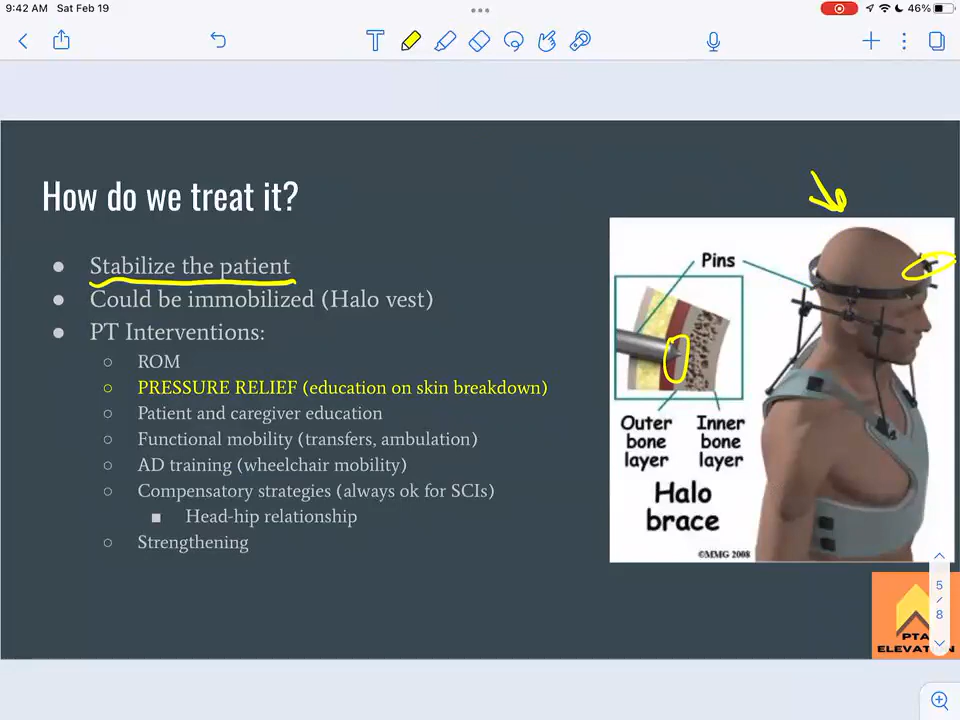 9:42 AM Sat Feb 19
46%
How do we treat it?
● Stabilize the patient
● Could be immobilized (Halo vest)
● PT Interventions:
○ ROM
○ PRESSURE RELIEF (education on skin breakdown)
○ Patient and caregiver education
○ Functional mobility (transfers, ambulation)
○ AD training (wheelchair mobility)
○ Compensatory strategies (always ok for SCIs)
■ Head-hip relationship
○ Strengthening
Pins
Outer
bone
layer
Inner
bone
layer
Halo
brace
©MMG 2008
5
/
8
PTA
ELEVATION